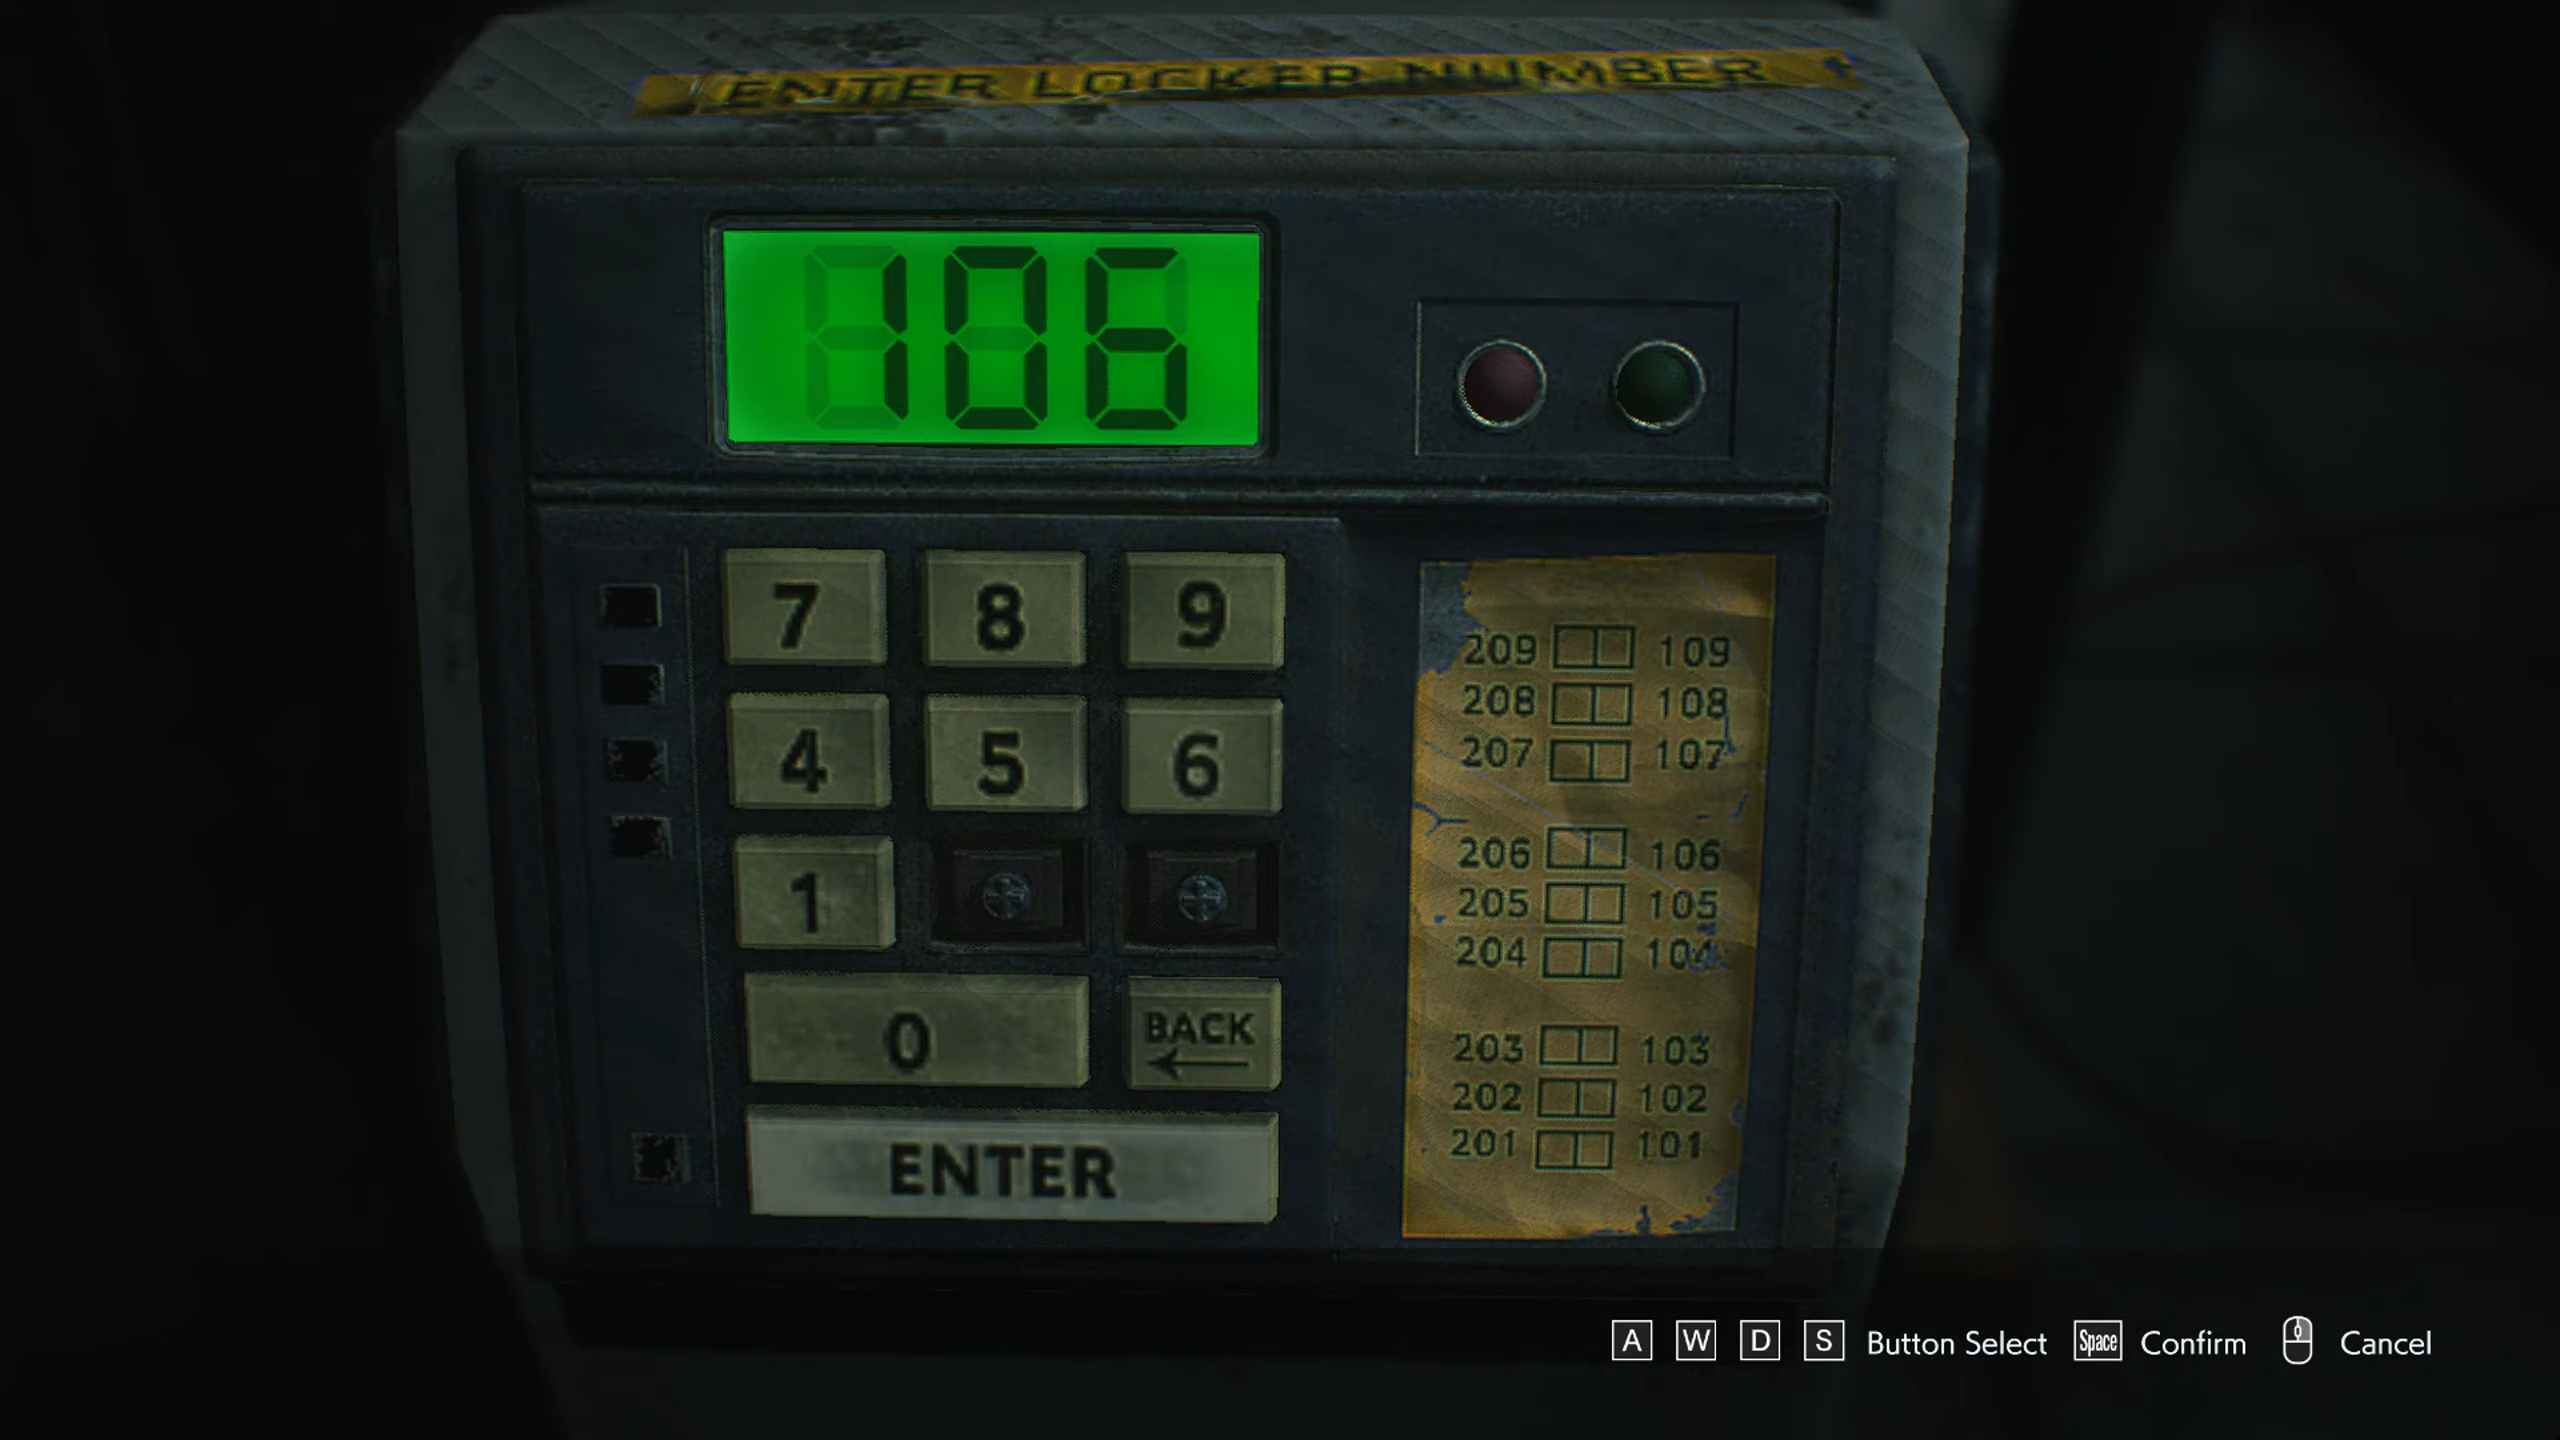 ENTER LOCKER NUMBER
106
7 8 9
4 5 6
1
0 BACK
ENTER
209 109
208 108
207 107
206 106
205 105
204 104
203 103
202 102
201 101
A W D S Button Select Space Confirm Cancel